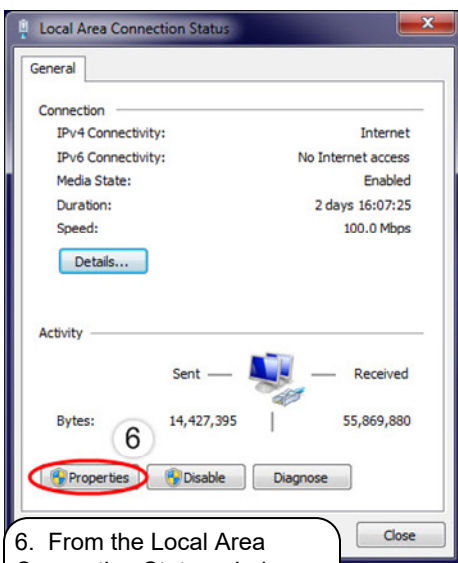 Local Area Connection Status
General
Connection
IPv4 Connectivity: Internet
IPv6 Connectivity: No Internet access
Media State: Enabled
Duration: 2 days 16:07:25
Speed: 100.0 Mbps
Details...
Activity
Sent Received
Bytes: 14,427,395 55,869,880
6
Properties Disable Diagnose
Close
6. From the Local Area